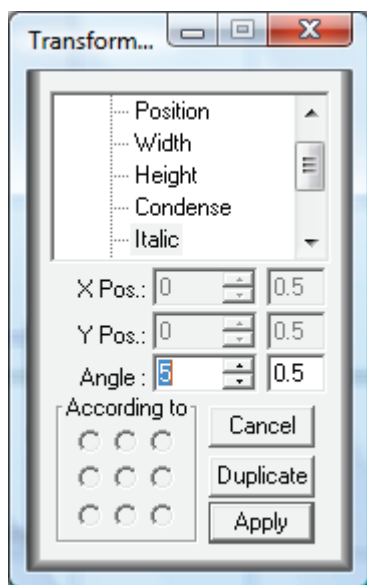 Transform...
Position
Width
Height
Condense
Italic
X Pos.: 0 0.5
Y Pos.: 0 0.5
Angle : 5 0.5
According to
Cancel
Duplicate
Apply